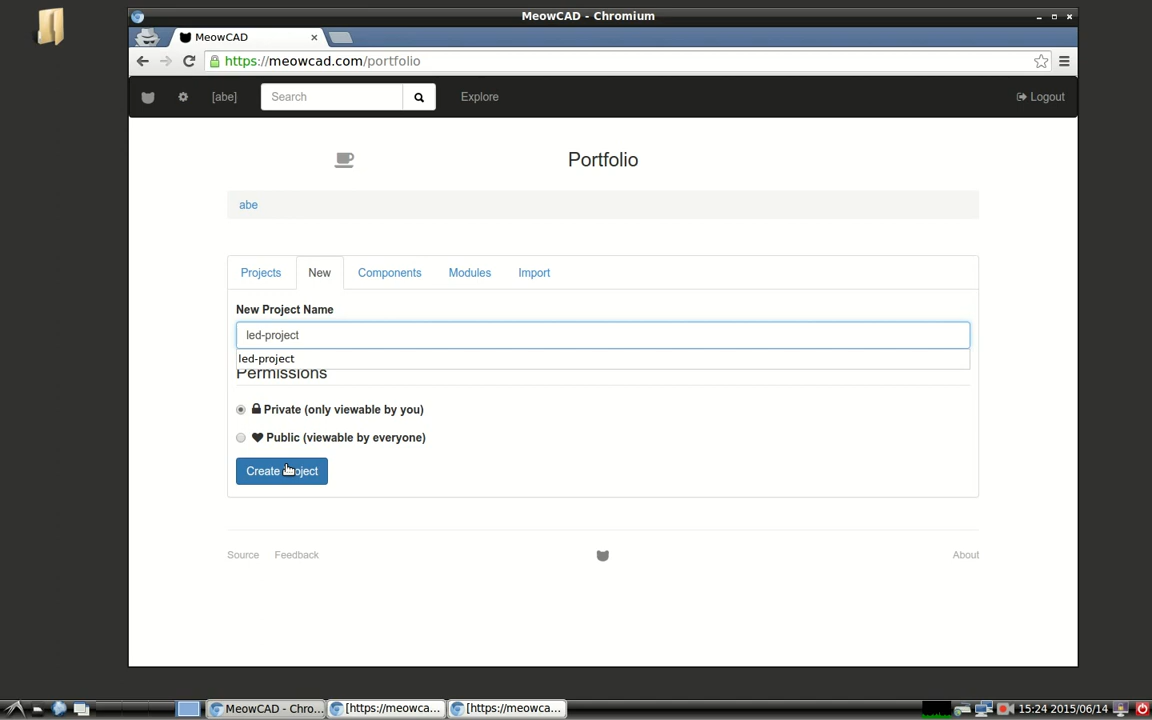 MeowCAD - Chromium
MeowCAD
https://meowcad.com/portfolio
[abe] Search Explore Logout
Portfolio
abe
Projects New Components Modules Import
New Project Name
led-project
led-project
Permissions
Private (only viewable by you)
Public (viewable by everyone)
Create
Source Feedback About
MeowCAD - Chro... [https://meowca... [https://meowca... 15:24 2015/06/14